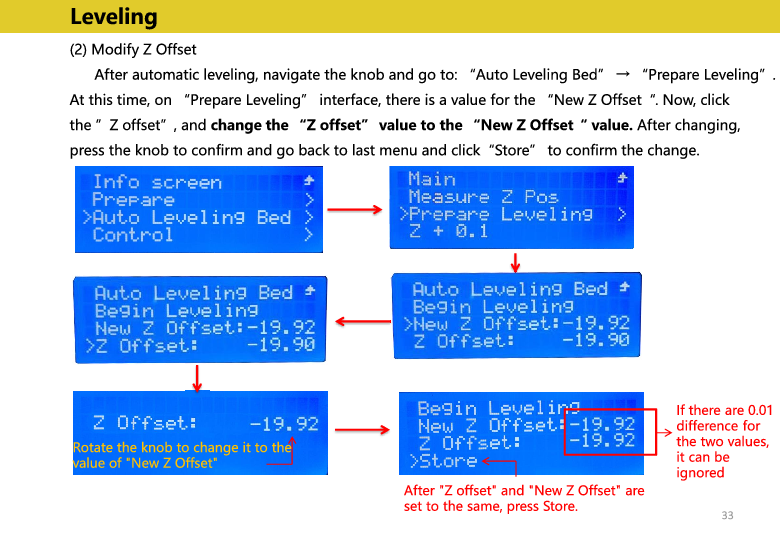 Leveling
(2) Modify Z Offset
After automatic leveling, navigate the knob and go to: “Auto Leveling Bed” → “Prepare Leveling”.
At this time, on “Prepare Leveling” interface, there is a value for the “New Z Offset“. Now, click
the ” Z offset”, and change the “Z offset” value to the “New Z Offset“ value. After changing,
press the knob to confirm and go back to last menu and click “Store” to confirm the change.
Info screen
Prepare >
>Auto Leveling Bed >
Control >
Main
Measure Z Pos
>Prepare Leveling >
Z + 0.1
Auto Leveling Bed
Begin Leveling
New Z Offset:-19.92
>Z Offset: -19.90
Auto Leveling Bed
Begin Leveling
>New Z Offset:-19.92
Z Offset: -19.90
Z Offset: -19.92
Rotate the knob to change it to the
value of "New Z Offset"
Begin Leveling
New Z Offset:-19.92
Z Offset: -19.92
>Store
If there are 0.01
difference for
the two values,
it can be
ignored
After "Z offset" and "New Z Offset" are
set to the same, press Store.
33